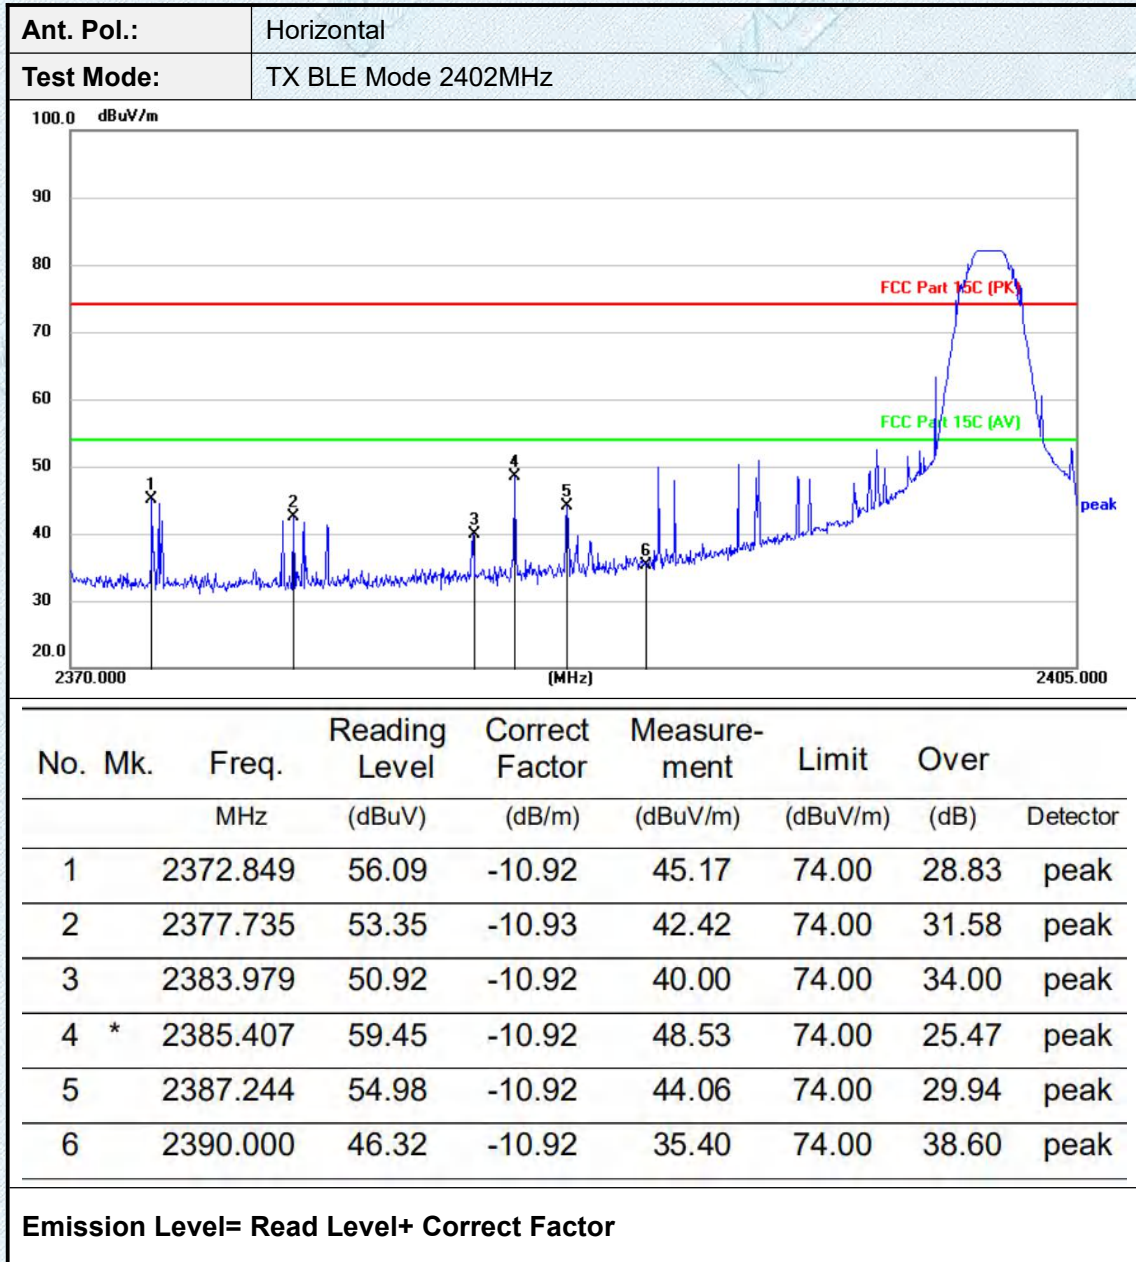 Ant. Pol.: Horizontal
Test Mode: TX BLE Mode 2402MHz
100.0 dBuV/m
90
80
FCC Part 15C (PK)
70
60
FCC Part 15C (AV)
50
1
2
3
4
5
6
peak
40
30
20.0
2370.000 (MHz) 2405.000
No. Mk. Freq. Reading Level Correct Factor Measure-ment Limit Over
MHz (dBuV) (dB/m) (dBuV/m) (dBuV/m) (dB) Detector
1 2372.849 56.09 -10.92 45.17 74.00 28.83 peak
2 2377.735 53.35 -10.93 42.42 74.00 31.58 peak
3 2383.979 50.92 -10.92 40.00 74.00 34.00 peak
4 * 2385.407 59.45 -10.92 48.53 74.00 25.47 peak
5 2387.244 54.98 -10.92 44.06 74.00 29.94 peak
6 2390.000 46.32 -10.92 35.40 74.00 38.60 peak
Emission Level= Read Level+ Correct Factor